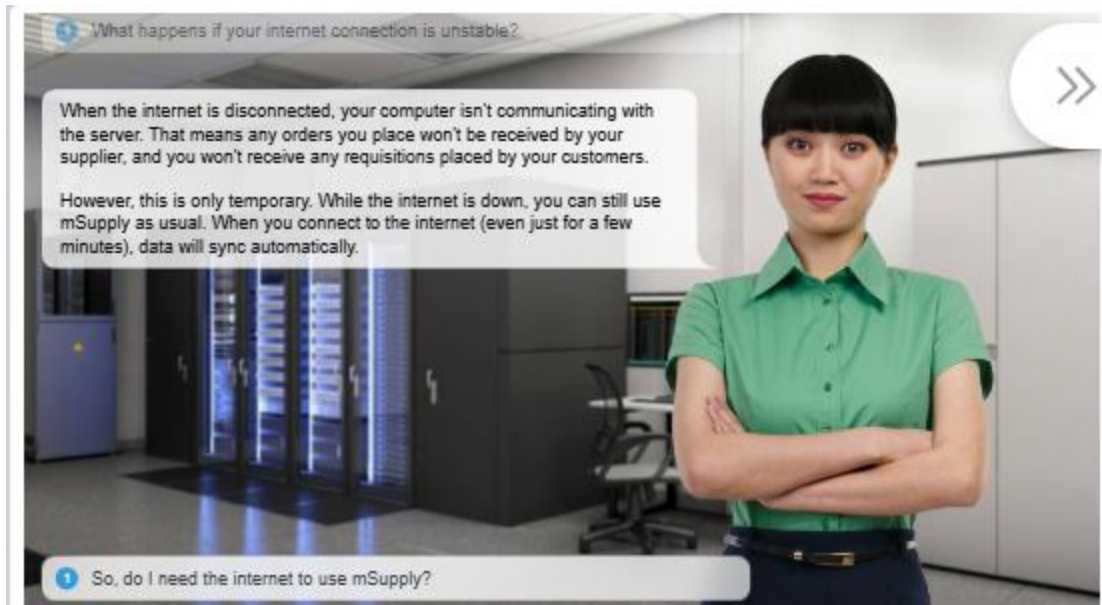 What happens if your internet connection is unstable?
When the internet is disconnected, your computer isn't communicating with
the server. That means any orders you place won't be received by your
supplier, and you won't receive any requisitions placed by your customers.
However, this is only temporary. While the internet is down, you can still use
mSupply as usual. When you connect to the internet (even just for a few
minutes), data will sync automatically.
1 So, do I need the internet to use mSupply?